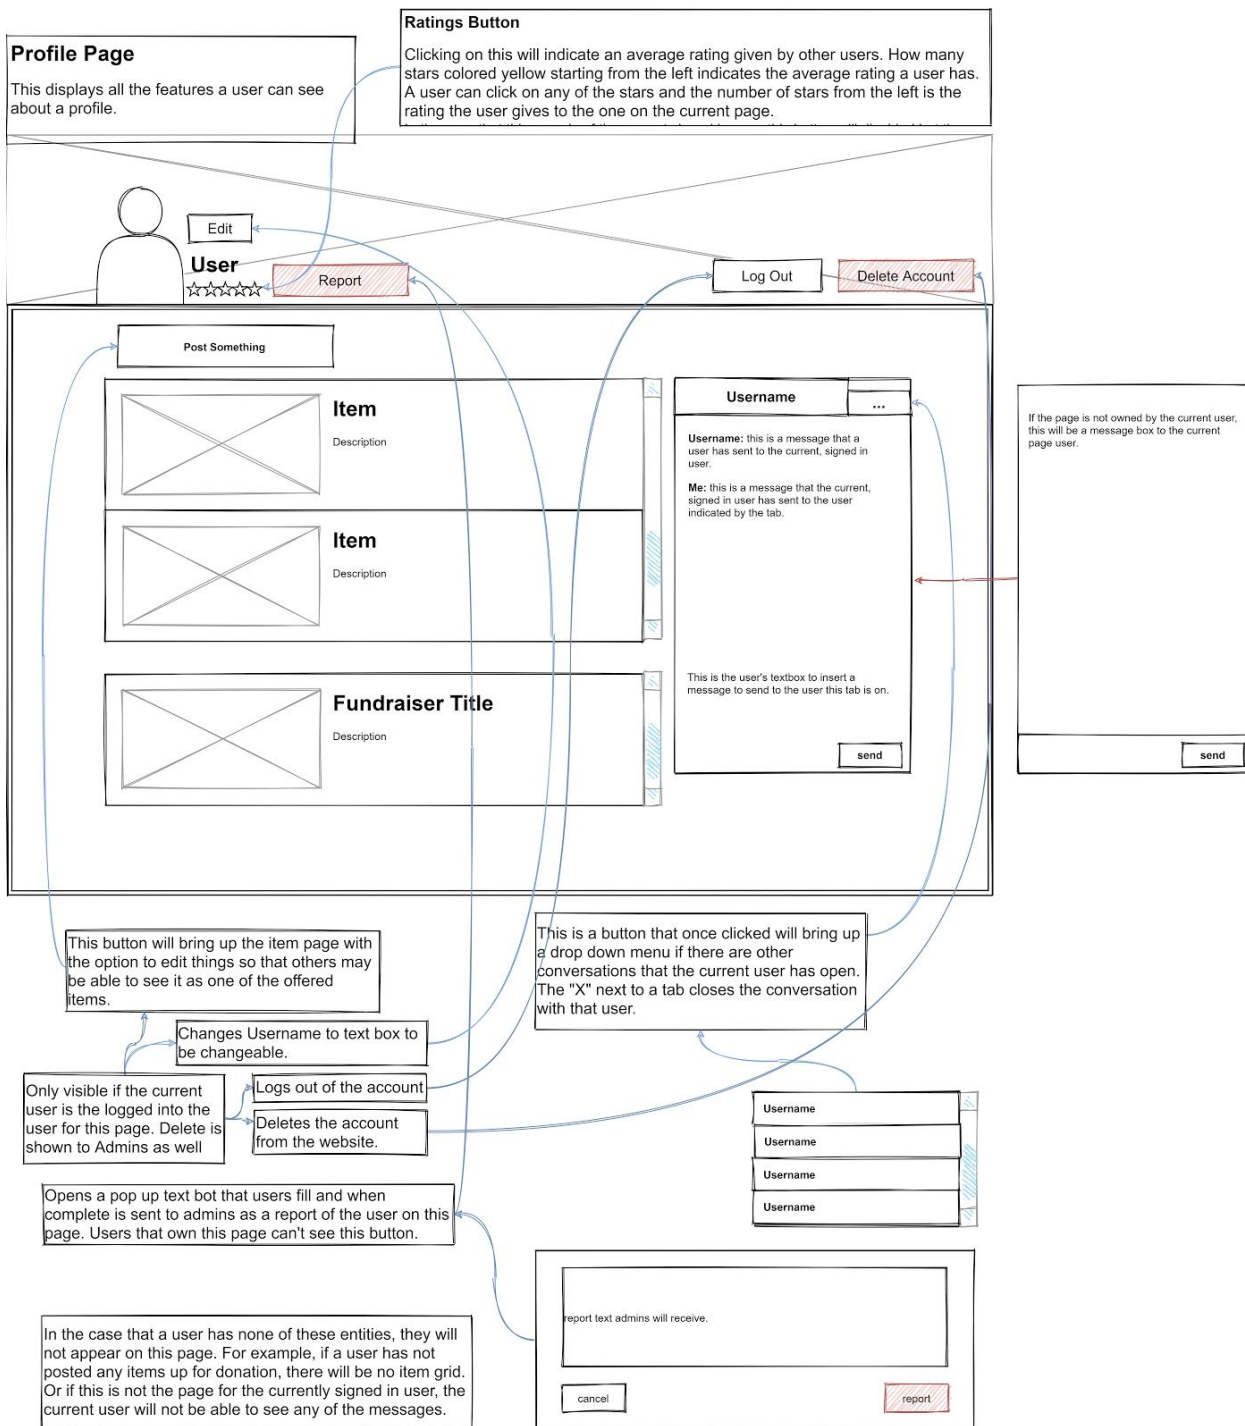 Profile Page
This displays all the features a user can see
about a profile.
Ratings Button
Clicking on this will indicate an average rating given by other users. How many
stars colored yellow starting from the left indicates the average rating a user has.
A user can click on any of the stars and the number of stars from the left is the
rating the user gives to the one on the current page.
Edit
User
Report
Log Out
Delete Account
Post Something
Item
Description
Item
Description
Fundraiser Title
Description
Username
...
Username: this is a message that a
user has sent to the current, signed in
user.
Me: this is a message that the current,
signed in user has sent to the user
indicated by the tab.
This is the user's textbox to insert a
message to send to the user this tab is on.
send
If the page is not owned by the current user,
this will be a message box to the current
page user.
send
This button will bring up the item page with
the option to edit things so that others may
be able to see it as one of the offered
items.
Changes Username to text box to
be changeable.
Only visible if the current
user is the logged into the
user for this page. Delete is
shown to Admins as well
Logs out of the account
Deletes the account
from the website.
This is a button that once clicked will bring up
a drop down menu if there are other
conversations that the current user has open.
The "X" next to a tab closes the conversation
with that user.
Username
Username
Username
Username
Opens a pop up text bot that users fill and when
complete is sent to admins as a report of the user on this
page. Users that own this page can't see this button.
report text admins will receive.
cancel
report
In the case that a user has none of these entities, they will
not appear on this page. For example, if a user has not
posted any items up for donation, there will be no item grid.
Or if this is not the page for the currently signed in user, the
current user will not be able to see any of the messages.